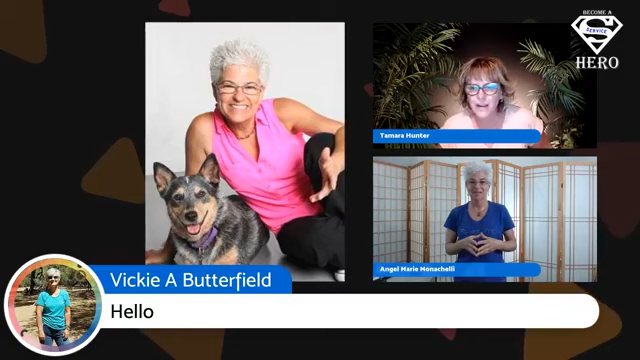 BECOME A
S
SERVICE
HERO
Tamara Hunter
Angel Marie Monachelli
Vickie A Butterfield
Hello